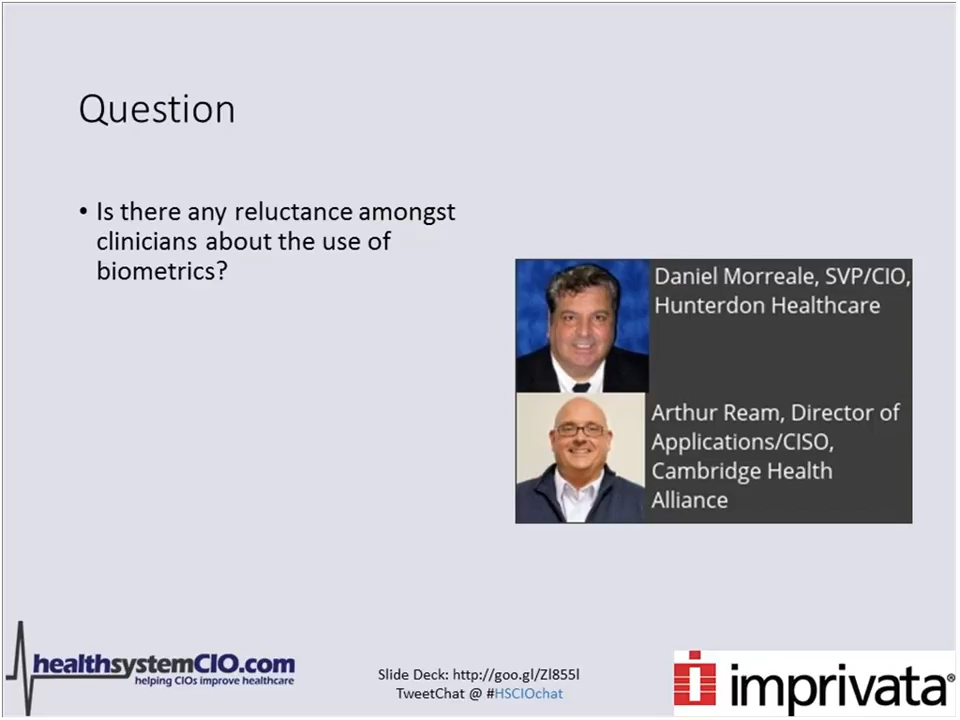 Question
• Is there any reluctance amongst
clinicians about the use of
biometrics?
Daniel Morreale, SVP/CIO,
Hunterdon Healthcare
Arthur Ream, Director of
Applications/CISO,
Cambridge Health
Alliance
healthsystemCIO.com
helping CIOs improve healthcare
Slide Deck: http://goo.gl/Zl855l
TweetChat @ #HSCIOchat
imprivata®